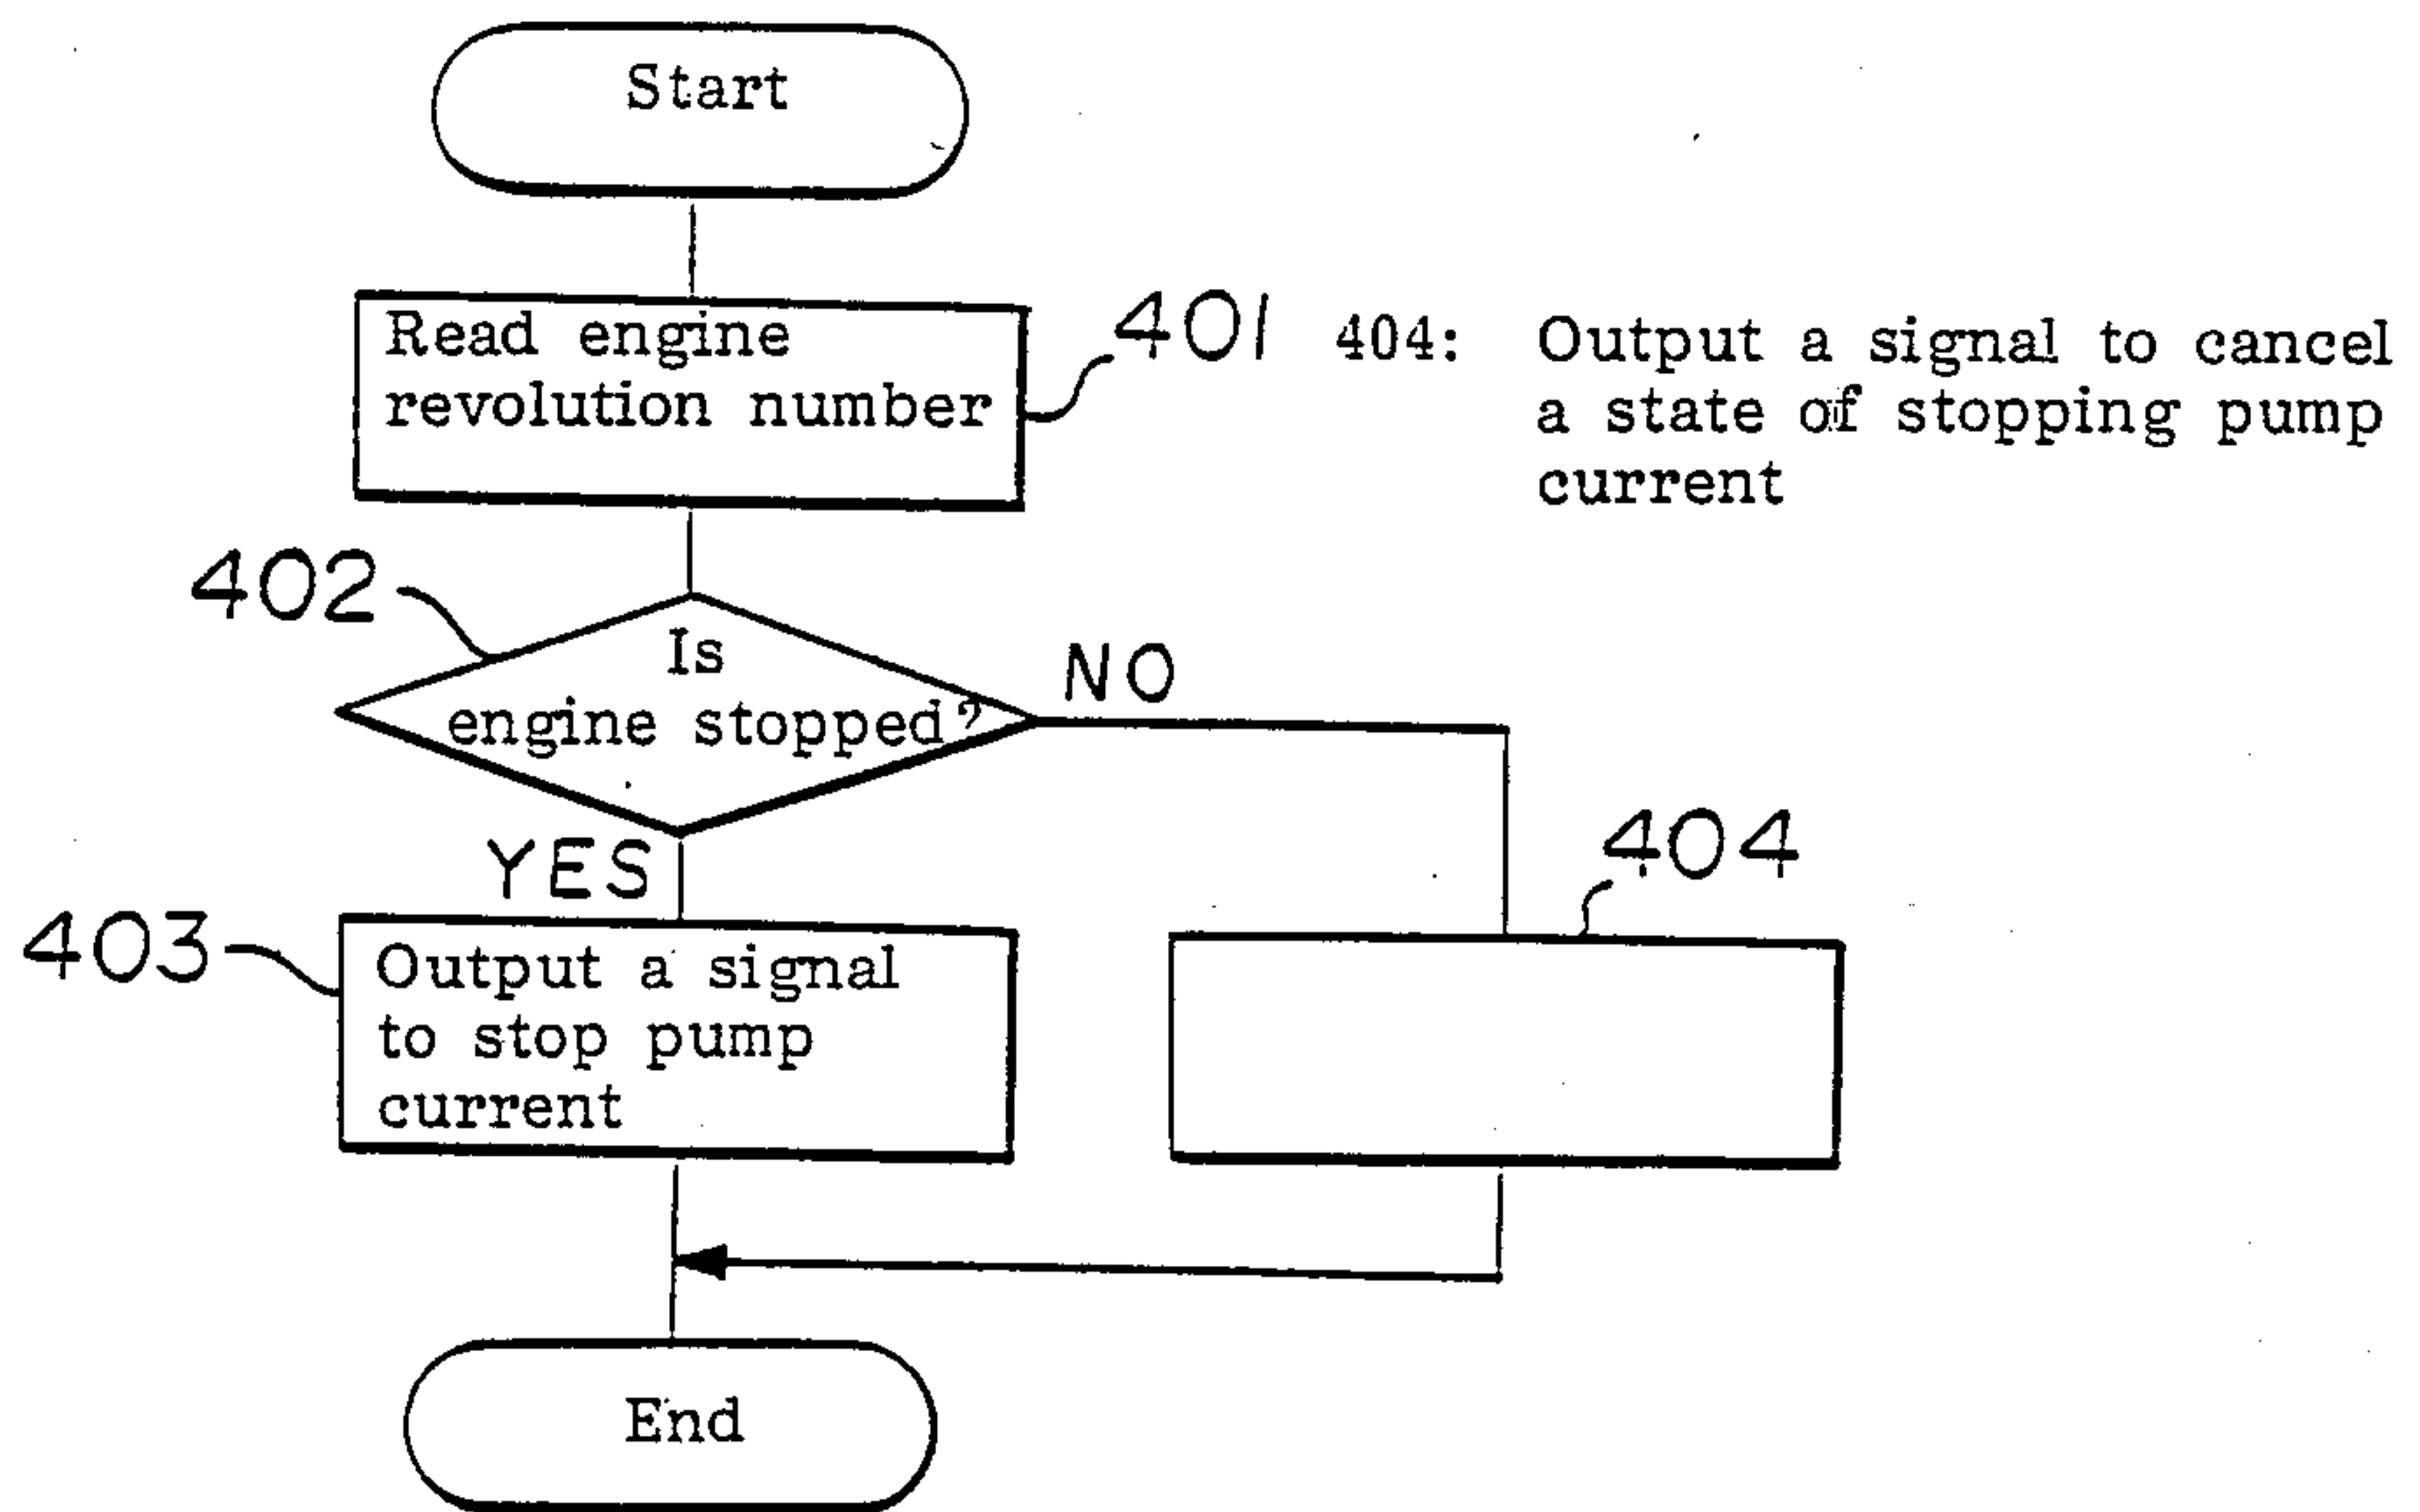 Start
Read engine
revolution number
401
404: Output a signal to cancel
a state of stopping pump
current
402
Is
engine stopped?
NO
YES
404
403
Output a signal
to stop pump
current
End